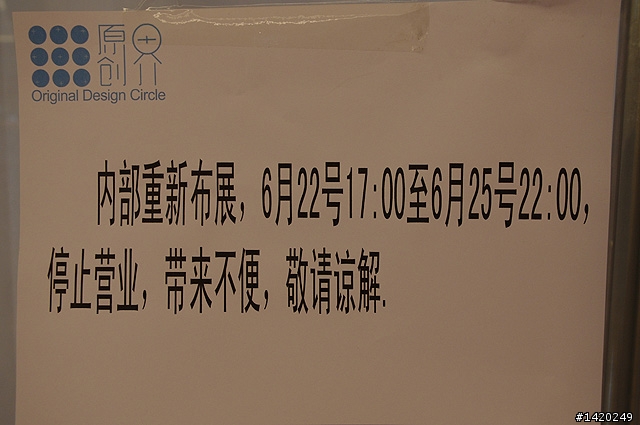 原创界
Original Design Circle
内部重新布展，6月22号17:00至6月25号22:00，
停止营业，带来不便，敬请谅解.
#1420249